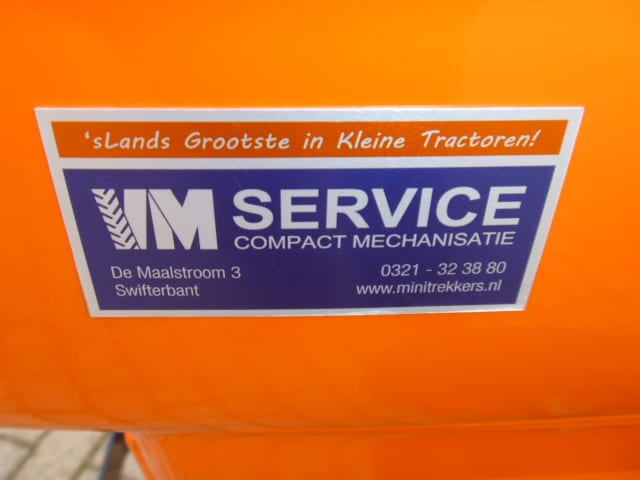 'sLands Grootste in Kleine Tractoren!
VM SERVICE
COMPACT MECHANISATIE
De Maalstroom 3
Swifterbant
0321 - 32 38 80
www.minitrekkers.nl